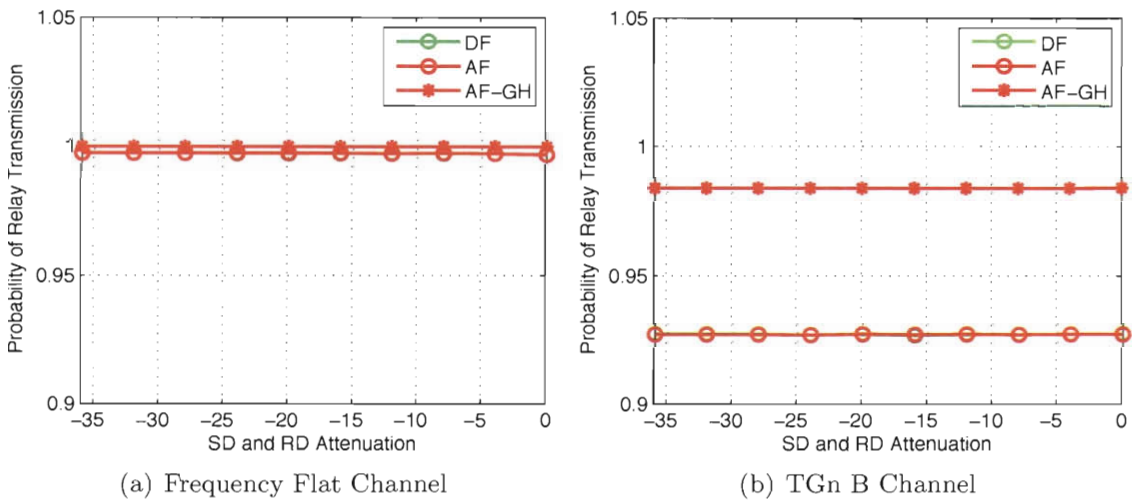 1.05
1
0.95
0.9
Probability of Relay Transmission
DF
AF
AF-GH
-35 -30 -25 -20 -15 -10 -5 0
SD and RD Attenuation
(a) Frequency Flat Channel
1.05
1
0.95
0.9
Probability of Relay Transmission
DF
AF
AF-GH
-35 -30 -25 -20 -15 -10 -5 0
SD and RD Attenuation
(b) TGn B Channel